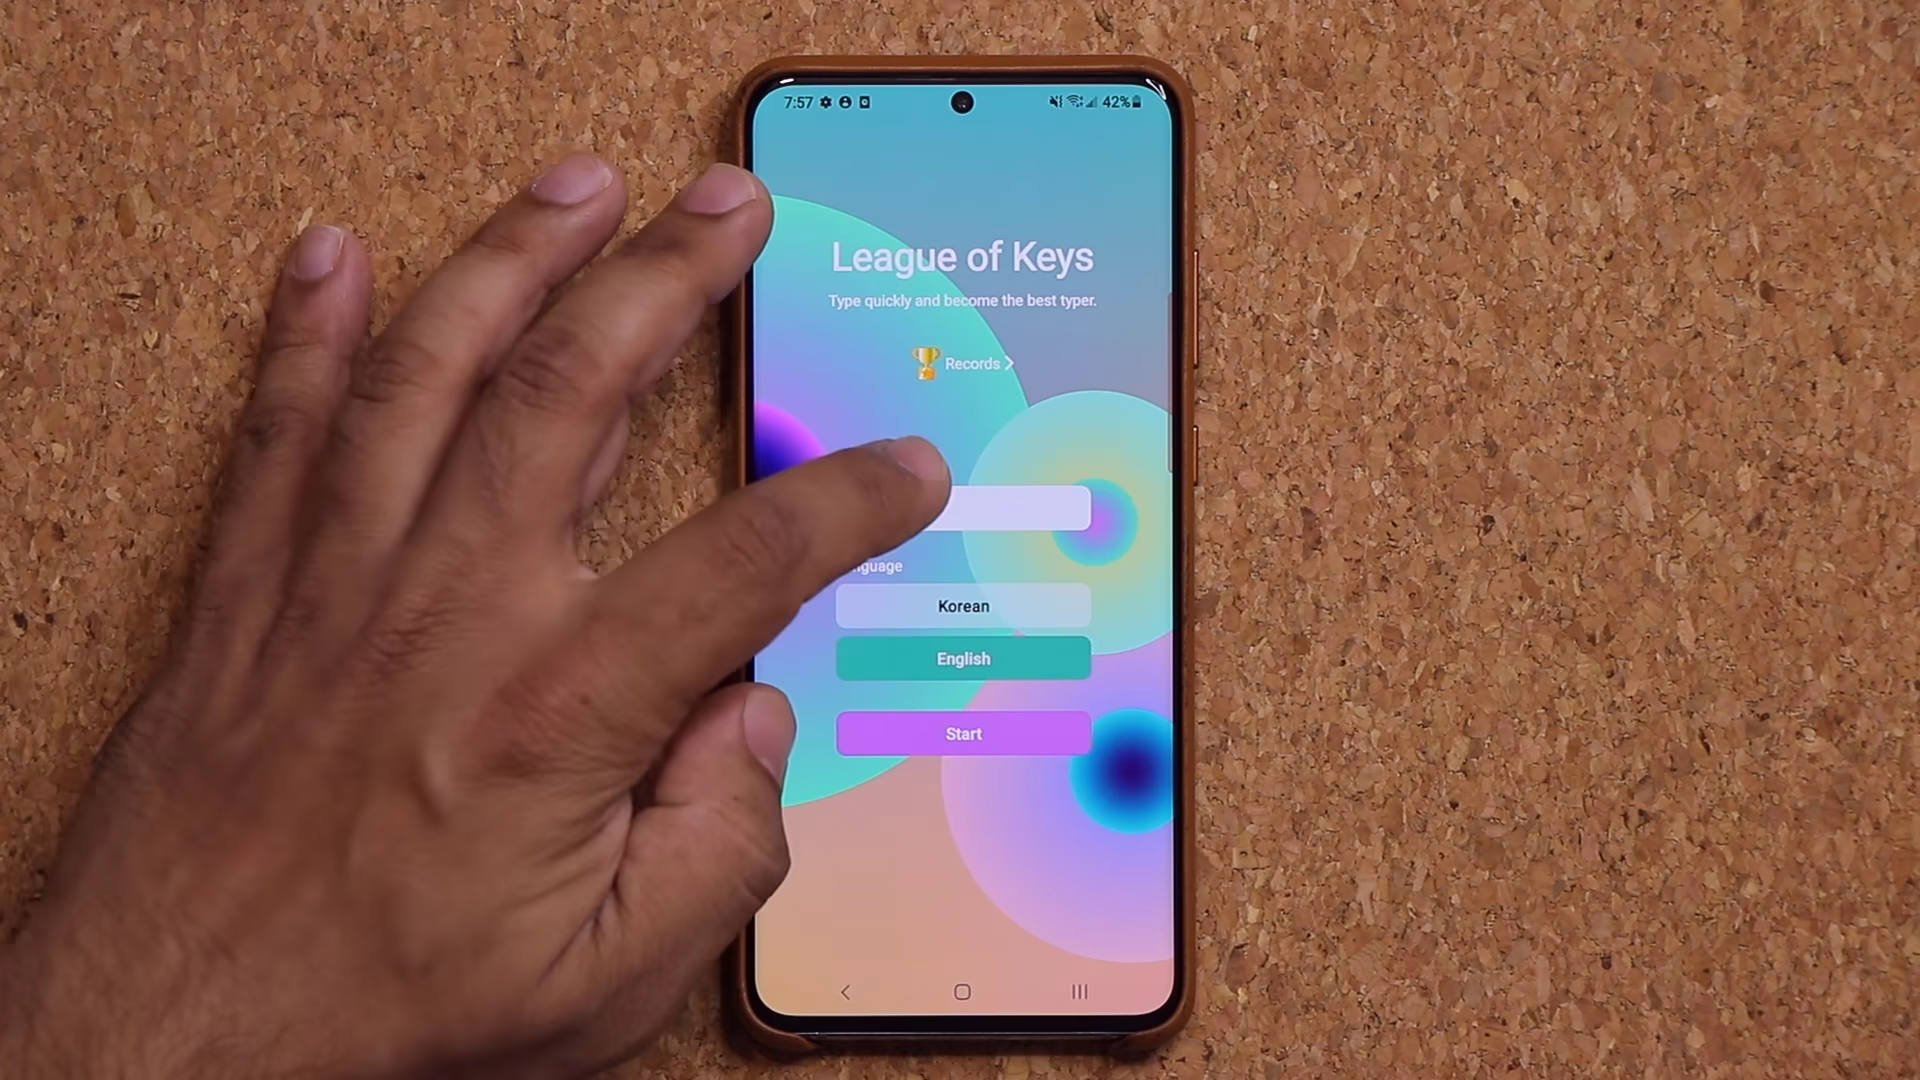 7:57 42%
League of Keys
Type quickly and become the best typer.
Records >
Korean
English
Start